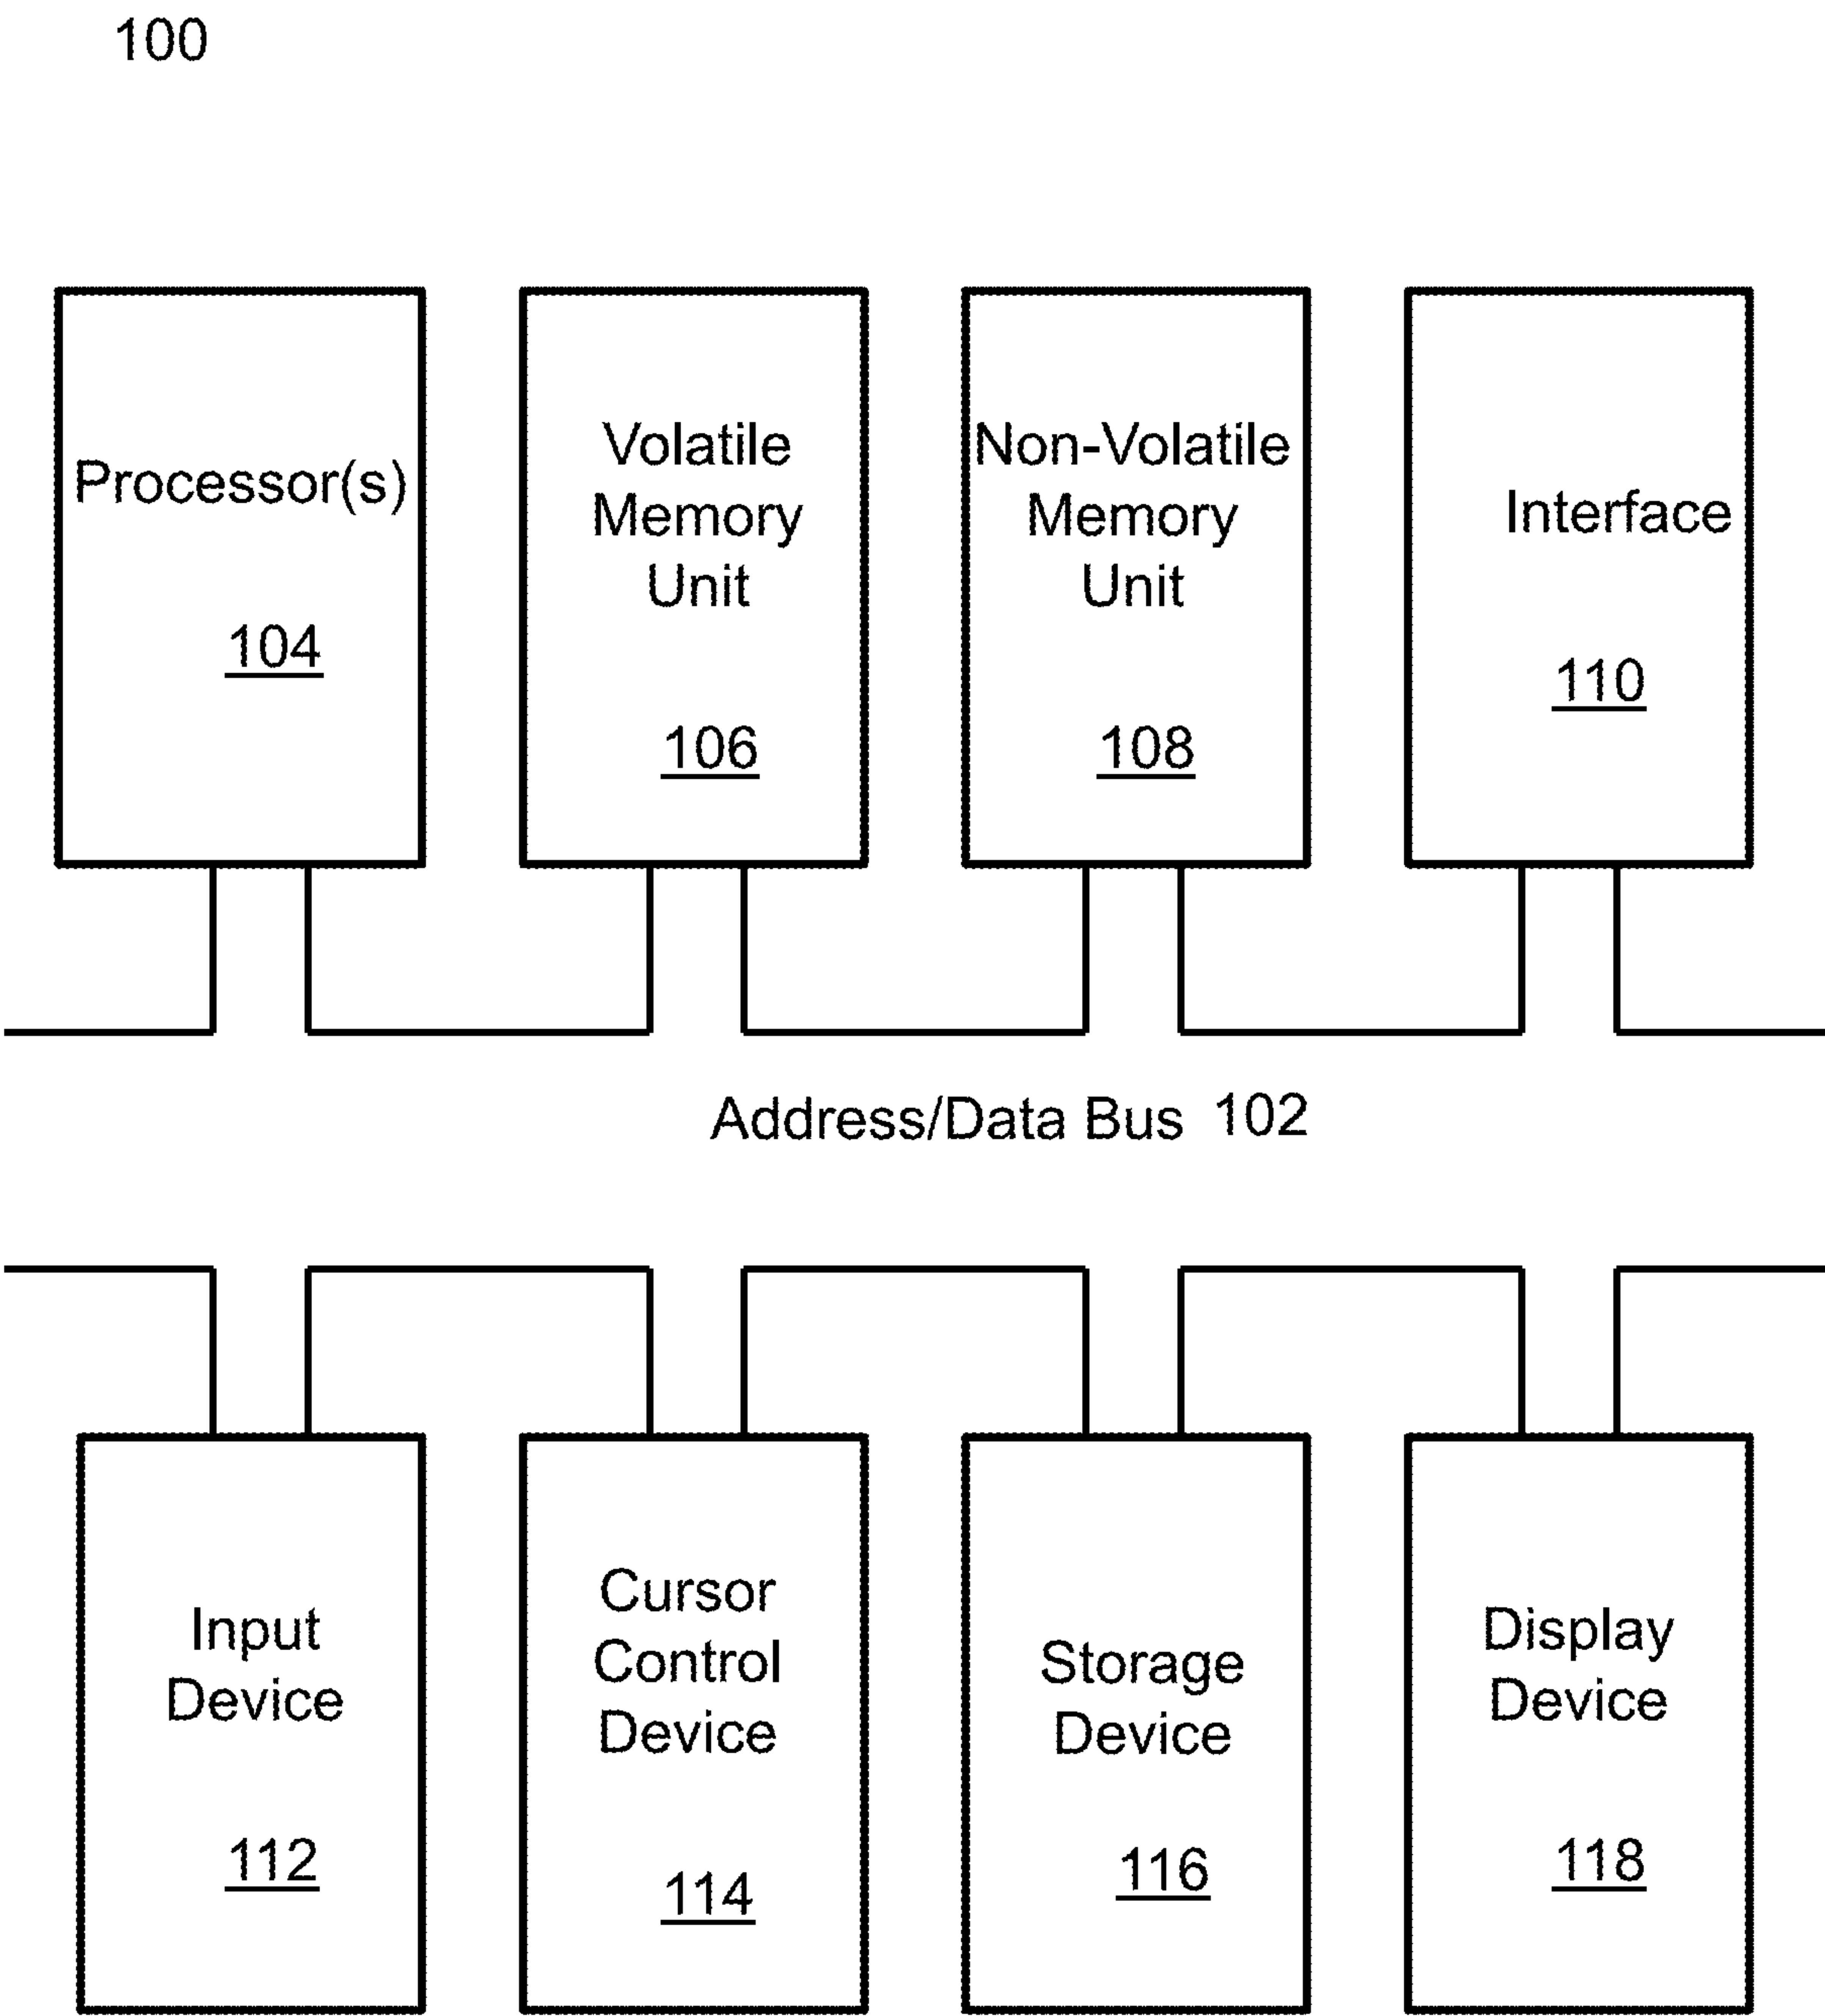 100
Processor(s)
104
Volatile
Memory
Unit
106
Non-Volatile
Memory
Unit
108
Interface
110
Address/Data Bus 102
Input
Device
112
Cursor
Control
Device
114
Storage
Device
116
Display
Device
118